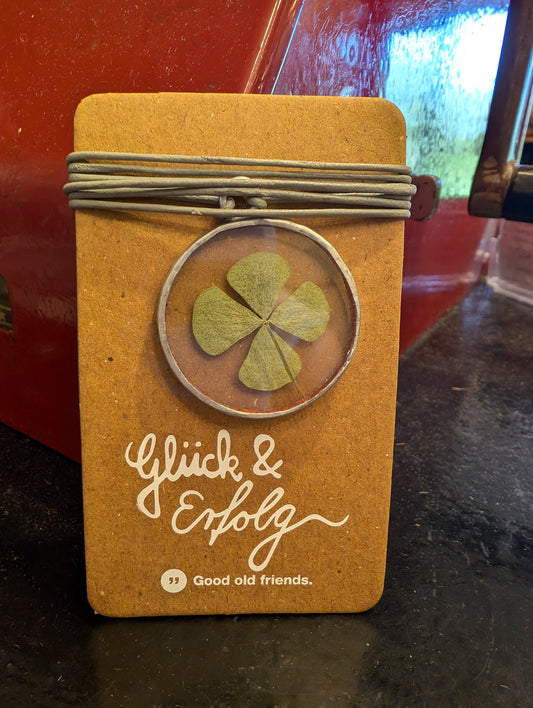 Glück &
Erfolg
” Good old friends.